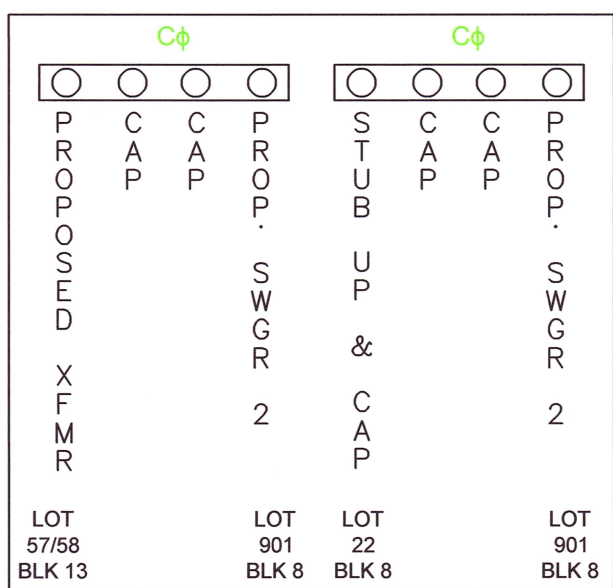 Cϕ Cϕ
PROPOSED XFMR
CAP
CAP
PROP. SWGR 2
STUB UP & CAP
CAP
CAP
PROP. SWGR 2
LOT 57/58 BLK 13
LOT 901 BLK 8
LOT 22 BLK 8
LOT 901 BLK 8